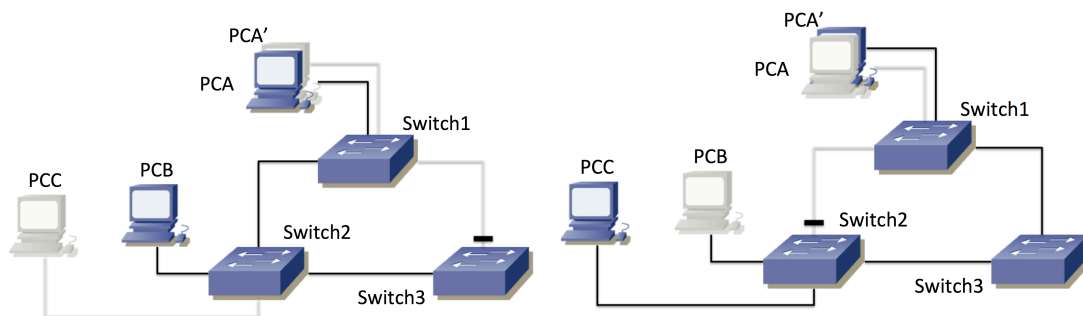 PCA’
PCA
Switch1
PCB
PCC
Switch2
Switch3
PCA’
PCA
Switch1
PCB
PCC
Switch2
Switch3